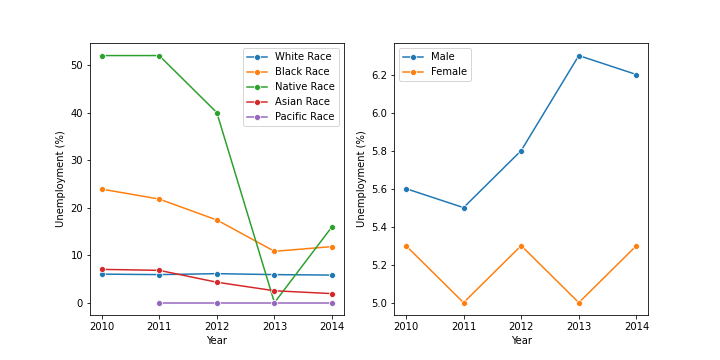 50
40
30
20
10
0
Unemployment (%)
2010 2011 2012 2013 2014
Year
White Race
Black Race
Native Race
Asian Race
Pacific Race
6.2
6.0
5.8
5.6
5.4
5.2
5.0
Unemployment (%)
2010 2011 2012 2013 2014
Year
Male
Female